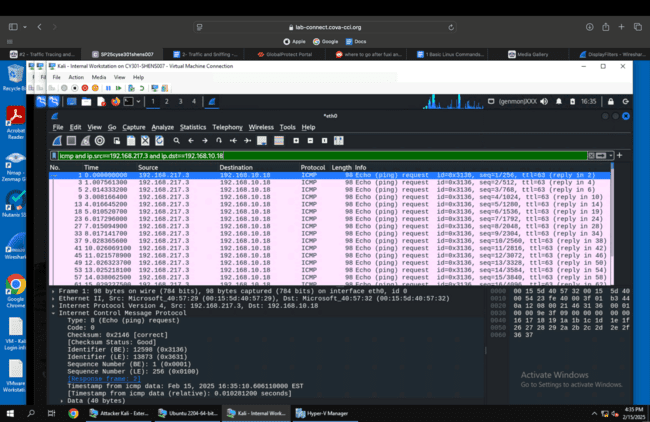 lab-connect.cova-cci.org
Apple Google Docs
#2 – Traffic Tracing and... SP25cyse301shens007 2- Traffic and Sniffing -... GlobalProtect Portal where to go after fusi an... 1 Basic Linux Command... Media Gallery DisplayFilters - Wireshar...
Kali - Internal Workstation on CY301-SHENS007 - Virtual Machine Connection
File Action Media View Help
1 2 3 4
(genmon)XXX 16:35
*eth0
File Edit View Go Capture Analyze Statistics Telephony Wireless Tools Help
icmp and ip.src==192.168.217.3 and ip.dst==192.168.10.18
No. Time Source Destination Protocol Length Info
1 0.000000000 192.168.217.3 192.168.10.18 ICMP 98 Echo (ping) request id=0x3136, seq=1/256, ttl=63 (reply in 2)
3 1.007561300 192.168.217.3 192.168.10.18 ICMP 98 Echo (ping) request id=0x3136, seq=2/512, ttl=63 (reply in 4)
5 2.014333200 192.168.217.3 192.168.10.18 ICMP 98 Echo (ping) request id=0x3136, seq=3/768, ttl=63 (reply in 6)
9 3.008166400 192.168.217.3 192.168.10.18 ICMP 98 Echo (ping) request id=0x3136, seq=4/1024, ttl=63 (reply in 10)
13 4.016645200 192.168.217.3 192.168.10.18 ICMP 98 Echo (ping) request id=0x3136, seq=5/1280, ttl=63 (reply in 14)
18 5.010520700 192.168.217.3 192.168.10.18 ICMP 98 Echo (ping) request id=0x3136, seq=6/1536, ttl=63 (reply in 19)
23 6.017296000 192.168.217.3 192.168.10.18 ICMP 98 Echo (ping) request id=0x3136, seq=7/1792, ttl=63 (reply in 24)
27 7.015094900 192.168.217.3 192.168.10.18 ICMP 98 Echo (ping) request id=0x3136, seq=8/2048, ttl=63 (reply in 28)
33 8.017141700 192.168.217.3 192.168.10.18 ICMP 98 Echo (ping) request id=0x3136, seq=9/2304, ttl=63 (reply in 34)
37 9.028365600 192.168.217.3 192.168.10.18 ICMP 98 Echo (ping) request id=0x3136, seq=10/2560, ttl=63 (reply in 38)
41 10.026069100 192.168.217.3 192.168.10.18 ICMP 98 Echo (ping) request id=0x3136, seq=11/2816, ttl=63 (reply in 42)
45 11.021578900 192.168.217.3 192.168.10.18 ICMP 98 Echo (ping) request id=0x3136, seq=12/3072, ttl=63 (reply in 46)
49 12.026323700 192.168.217.3 192.168.10.18 ICMP 98 Echo (ping) request id=0x3136, seq=13/3328, ttl=63 (reply in 50)
53 13.025218100 192.168.217.3 192.168.10.18 ICMP 98 Echo (ping) request id=0x3136, seq=14/3584, ttl=63 (reply in 54)
57 14.038062500 192.168.217.3 192.168.10.18 ICMP 98 Echo (ping) request id=0x3136, seq=15/3840, ttl=63 (reply in 58)
Frame 1: 98 bytes on wire (784 bits), 98 bytes captured (784 bits) on interface eth0, id 0
Ethernet II, Src: Microsoft_40:57:29 (00:15:5d:40:57:29), Dst: Microsoft_40:57:32 (00:15:5d:40:57:32)
Internet Protocol Version 4, Src: 192.168.217.3, Dst: 192.168.10.18
Internet Control Message Protocol
Type: 8 (Echo (ping) request)
Code: 0
Checksum: 0x2146 [correct]
[Checksum Status: Good]
Identifier (BE): 12598 (0x3136)
Identifier (LE): 13873 (0x3631)
Sequence Number (BE): 1 (0x0001)
Sequence Number (LE): 256 (0x0100)
[Response frame: 2]
Timestamp from icmp data: Feb 15, 2025 16:35:10.606110000 EST
[Timestamp from icmp data (relative): 0.010281200 seconds]
Data (40 bytes)
0000 00 15 5d 40 57 32 00 15 5d 40
0010 00 54 23 fe 40 00 3f 01 b3 44
0020 0a 12 08 00 21 46 31 36 00 01
0030
0040 16 17 18 19 1a 1b 1c 1d 1e 1f
0050 26 27 28 29 2a 2b 2c 2d 2e 2f
0060 36 37
Activate Windows
Go to Settings to activate Windows.
Recycle
Acrobat
Reader
Nmap -
Zenmap G
Nutanix
Wireshark
Google
Chrome
VM - Kali
Login
VMware
Workstat...
Attacker Kali - Exter... Ubuntu 2204-64-bit... Kali - Internal Work... Hyper-V Manager
4:35 PM
2/15/2025